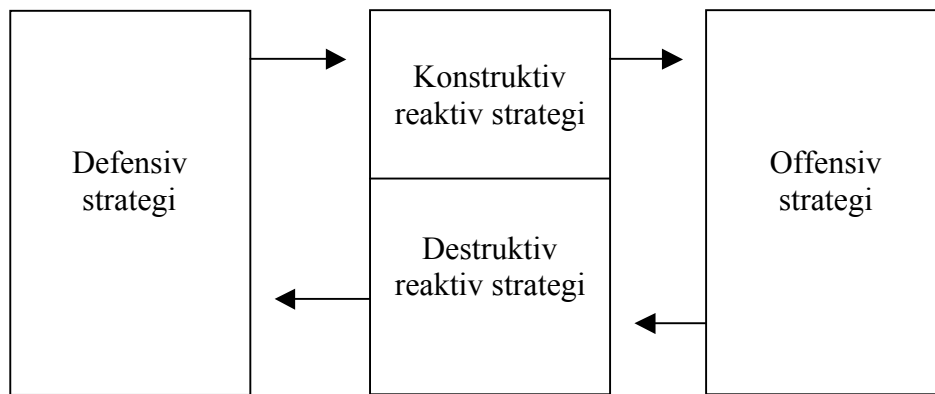 Defensiv
strategi
Konstruktiv
reaktiv strategi
Destruktiv
reaktiv strategi
Offensiv
strategi